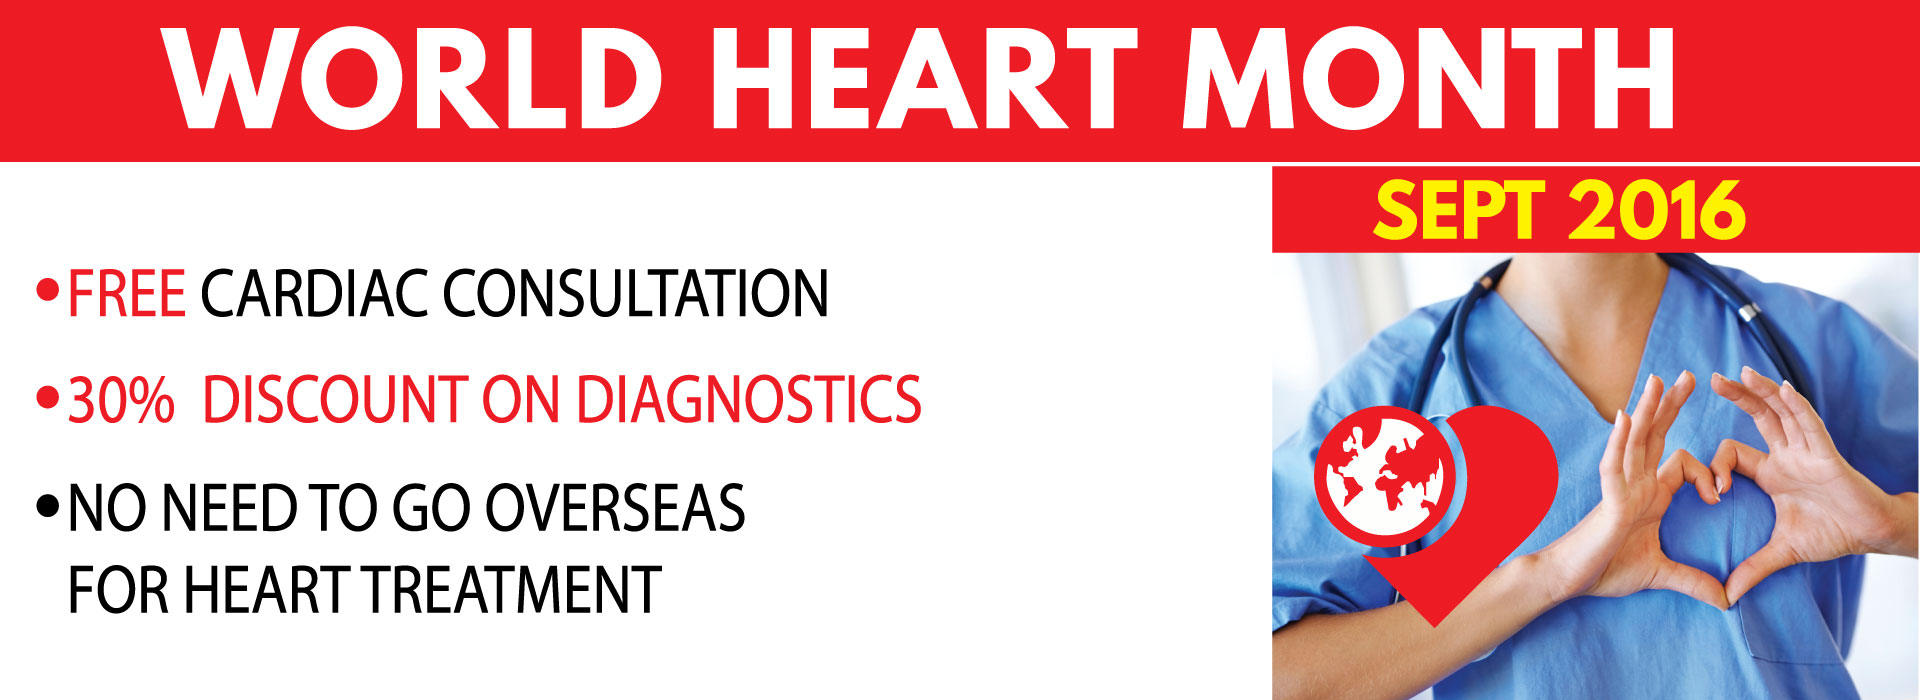 WORLD HEART MONTH
SEPT 2016
•FREE CARDIAC CONSULTATION
•30% DISCOUNT ON DIAGNOSTICS
•NO NEED TO GO OVERSEAS
FOR HEART TREATMENT